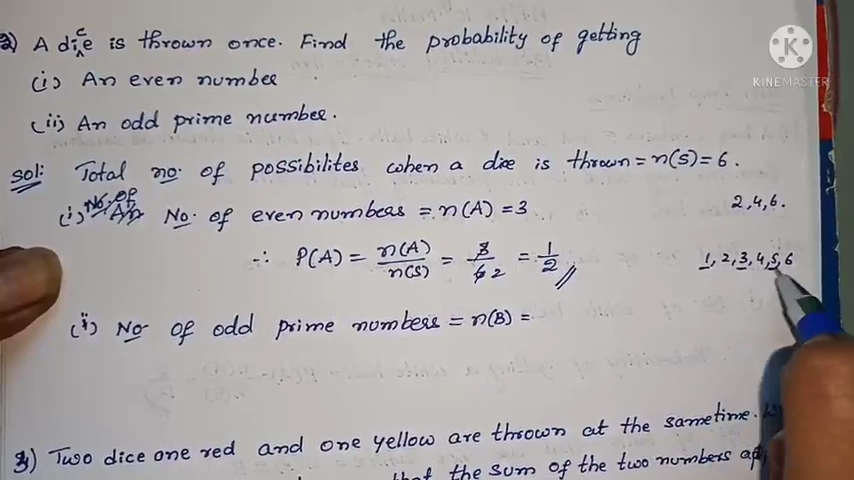 2) A dice is thrown once. Find the probability of getting
(i) An even number
(ii) An odd prime number.
K
KINEMASTER
Sol: Total no. of possibilites when a dice is thrown = n(S) = 6.
(i) No. of even numbers = n(A) = 3
2, 4, 6.
∴ P(A) = n(A)/n(S) = 3/6 2 = 1/2 //
1, 2, 3, 4, 5, 6
(ii) No. of odd prime numbers = n(B) =
3) Two dice one red and one yellow are thrown at the sametime.
that the sum of the two numbers